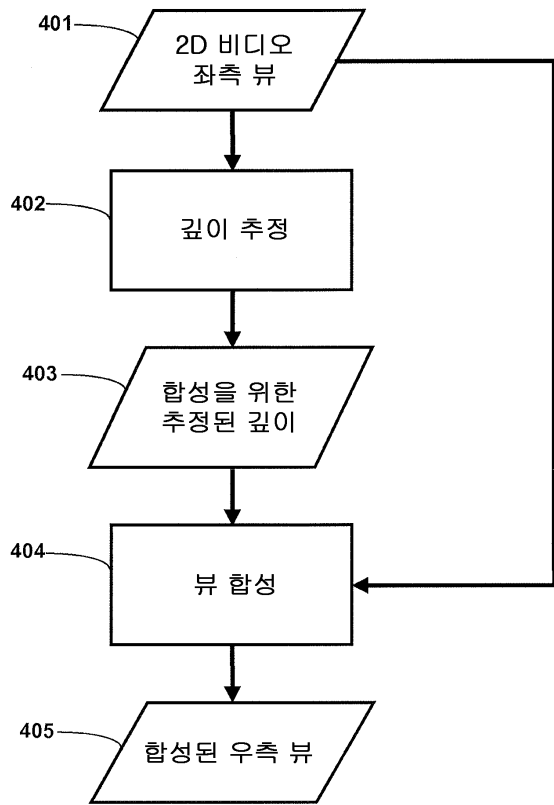 401
2D 비디오
좌측 뷰
402
깊이 추정
403
합성을 위한
추정된 깊이
404
뷰 합성
405
합성된 우측 뷰